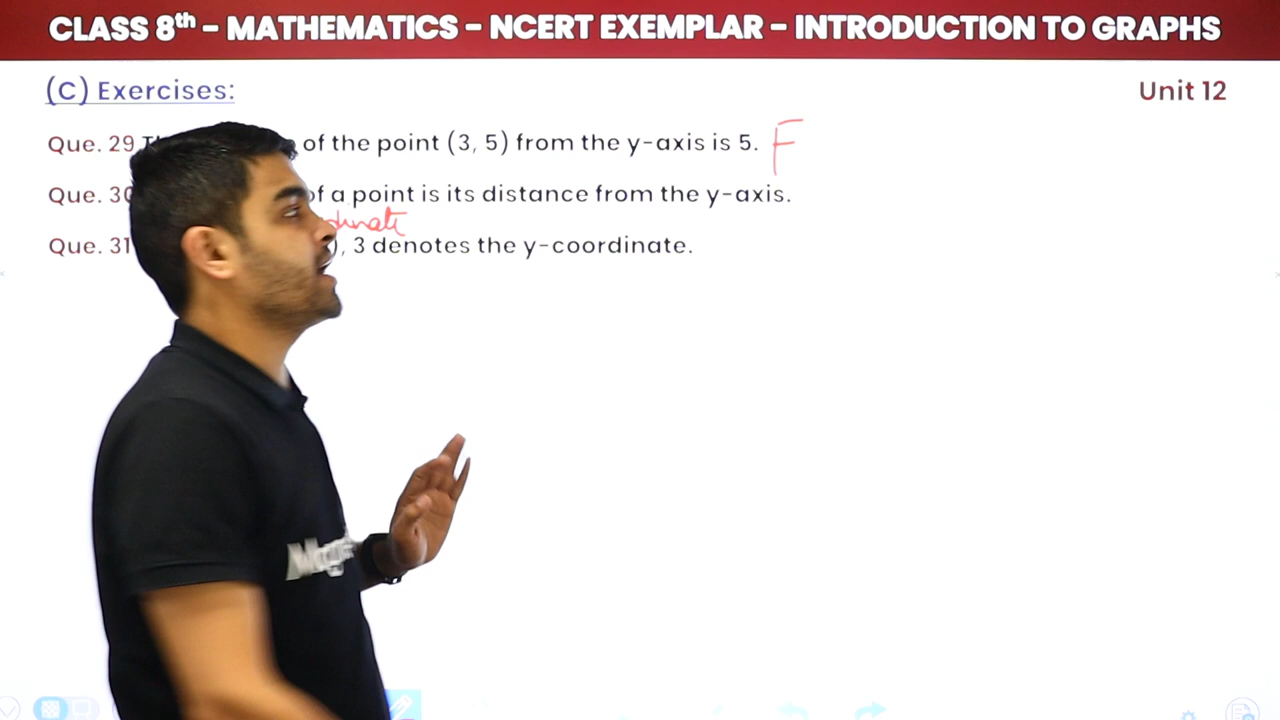 CLASS 8th - MATHEMATICS - NCERT EXEMPLAR - INTRODUCTION TO GRAPHS
(C) Exercises: Unit 12
Que. 29 of the point (3, 5) from the y-axis is 5. F
Que. 30 of a point is its distance from the y-axis.
Que. 31 ), 3 denotes the y-coordinate.